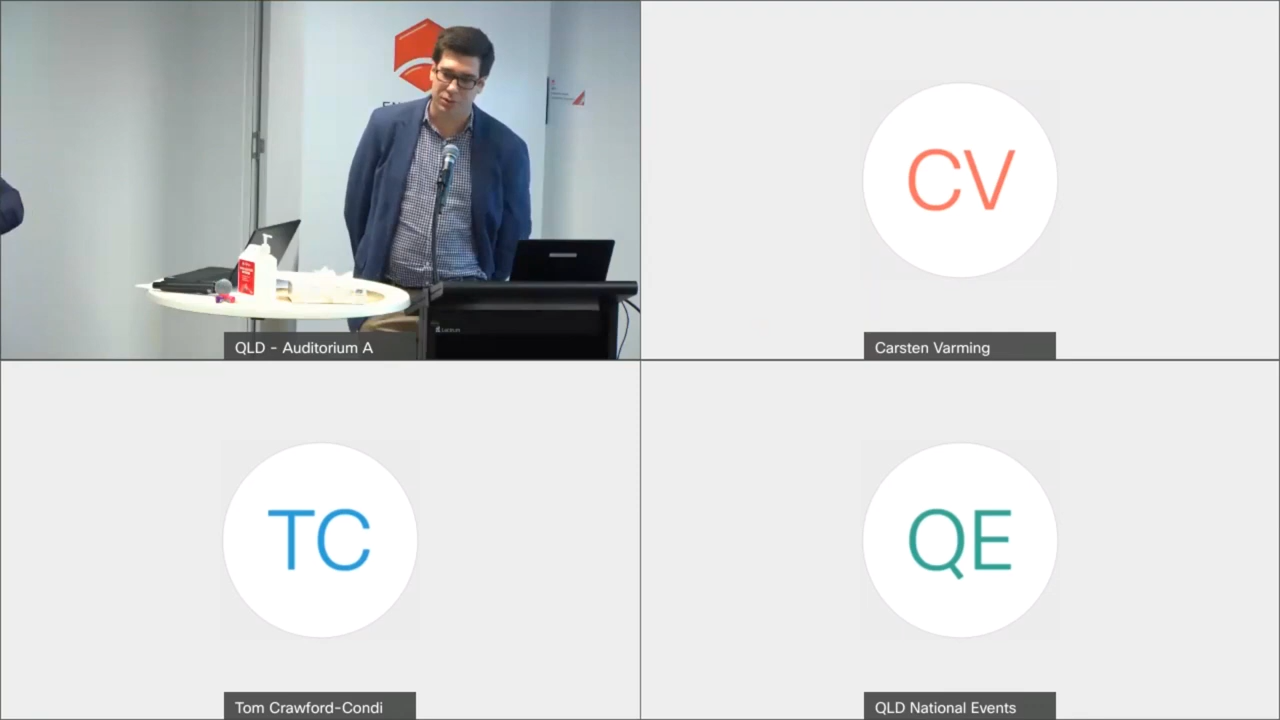 QLD - Auditorium A
CV
Carsten Varming
TC
Tom Crawford-Condi
QE
QLD National Events